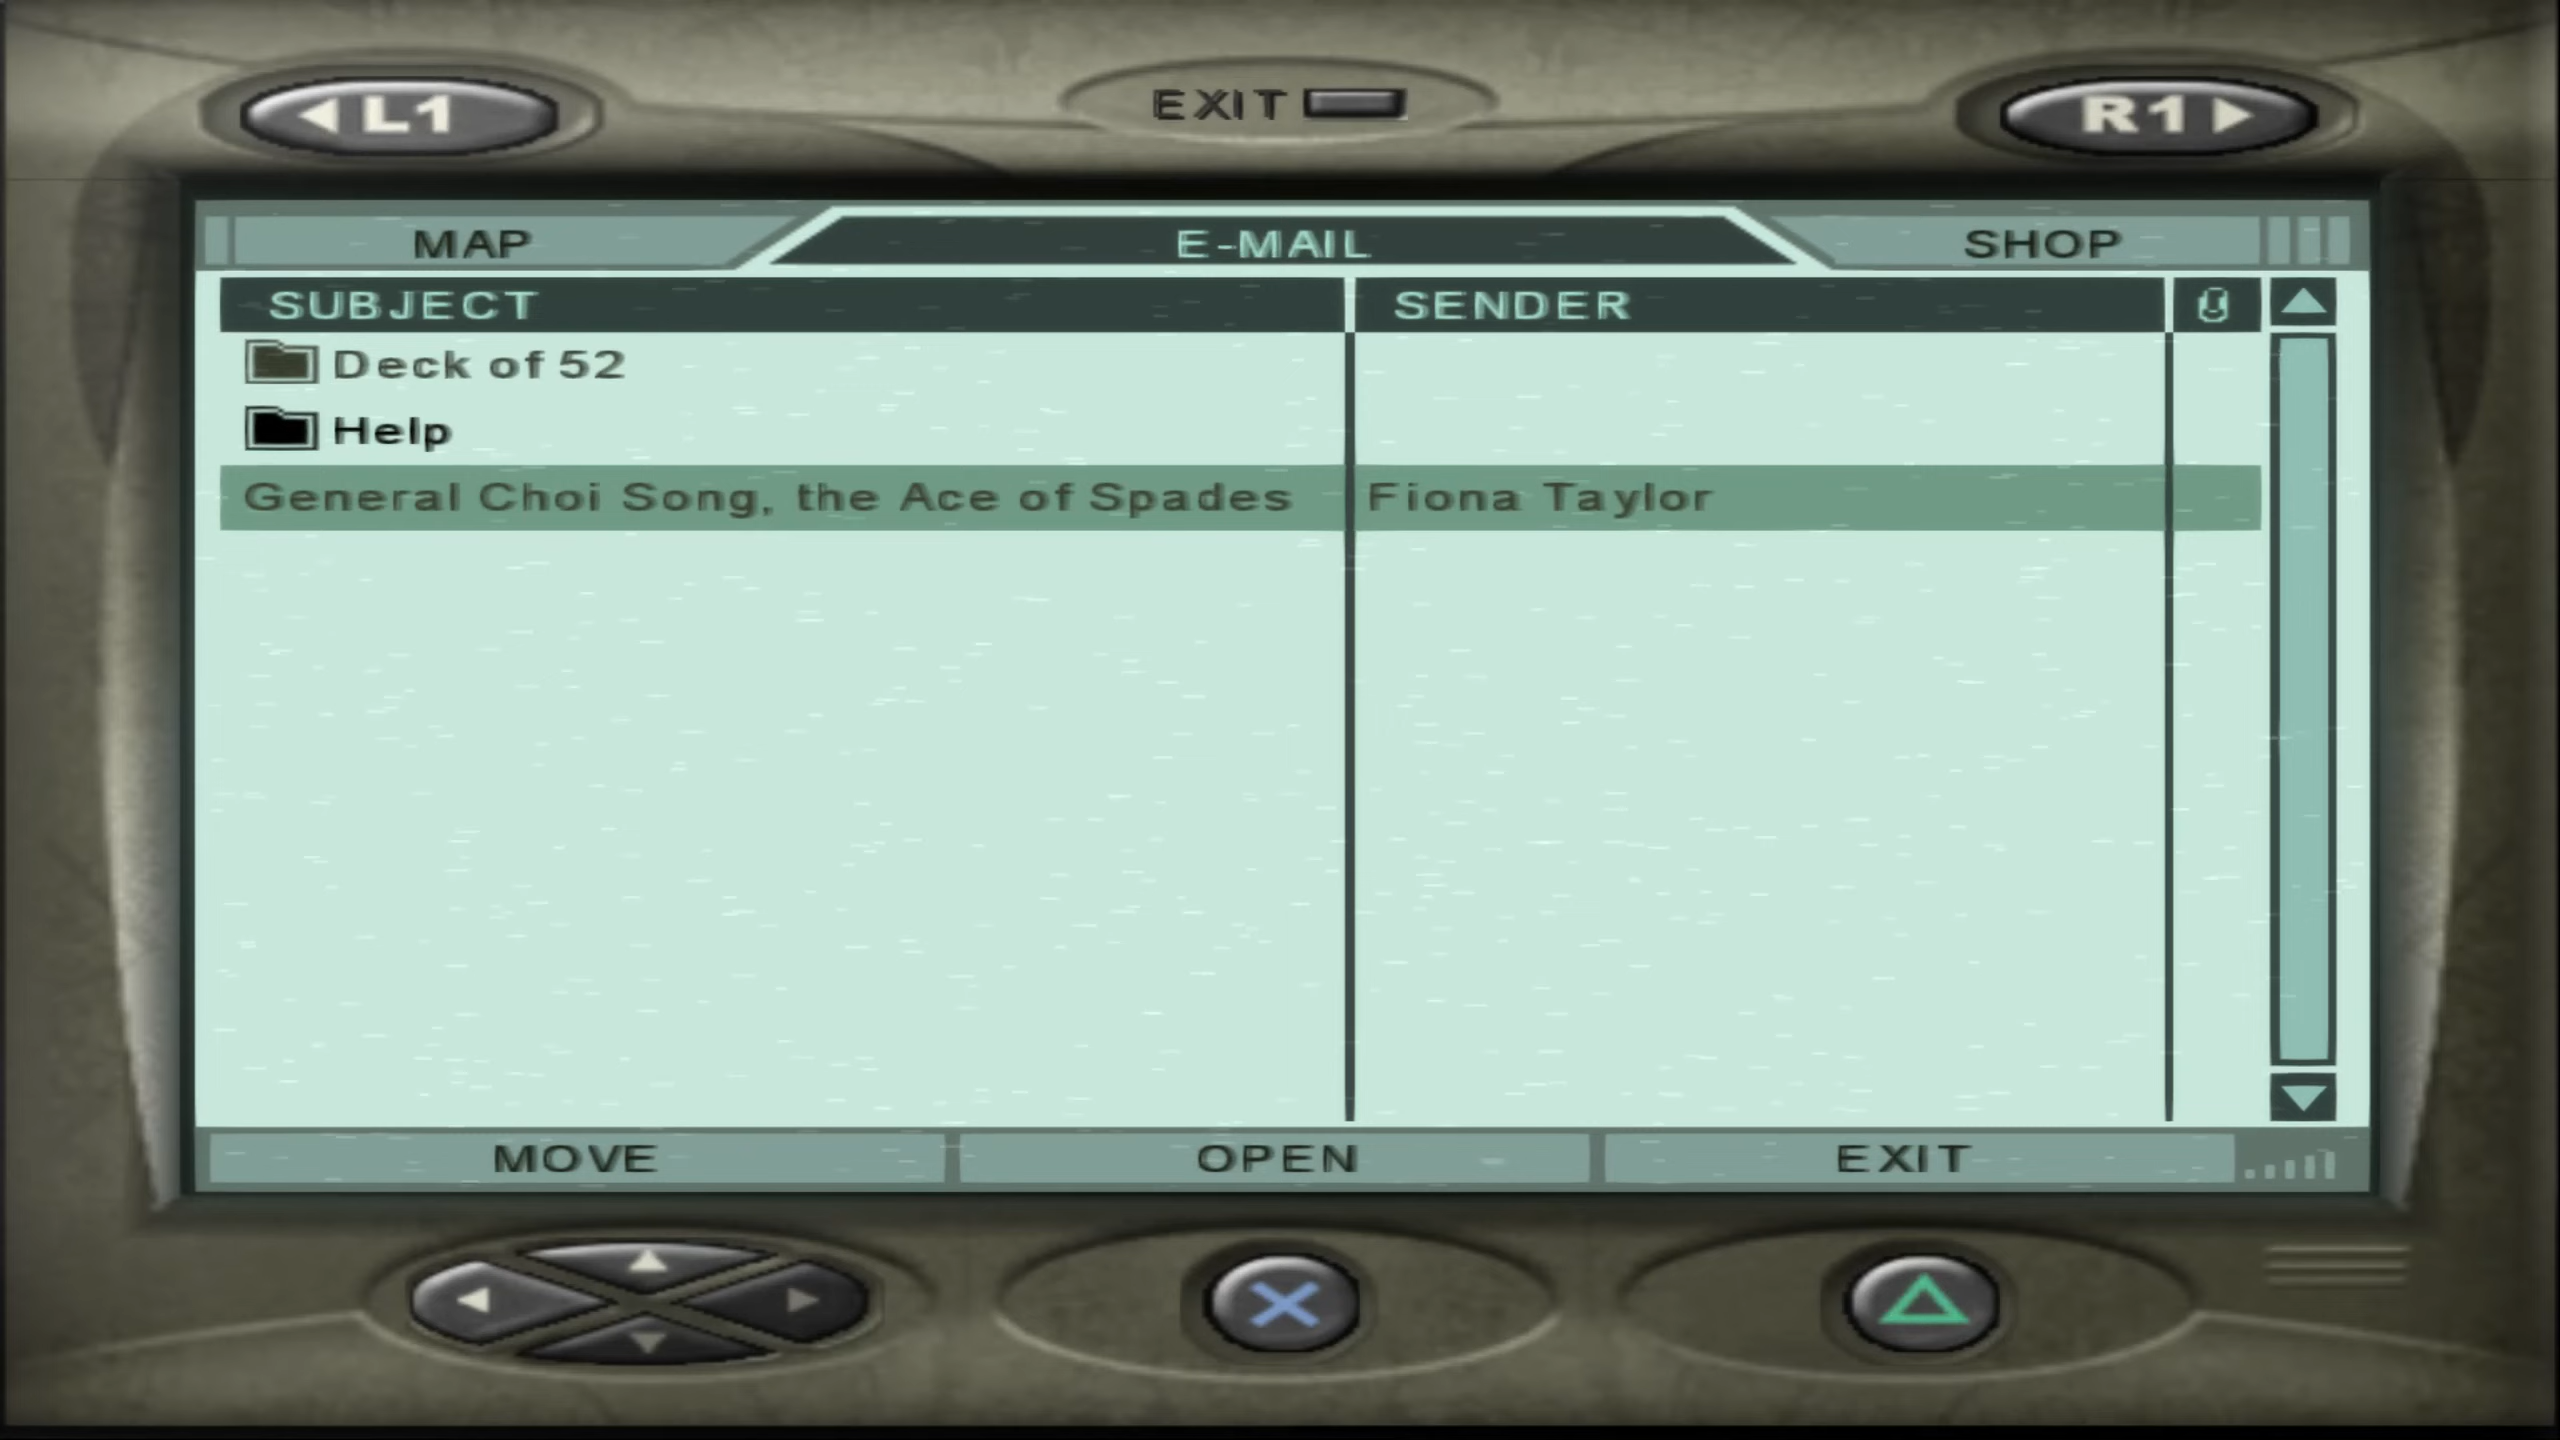 L1
EXIT
R1
MAP
E-MAIL
SHOP
SUBJECT
SENDER
Deck of 52
Help
General Choi Song, the Ace of Spades
Fiona Taylor
MOVE
OPEN
EXIT